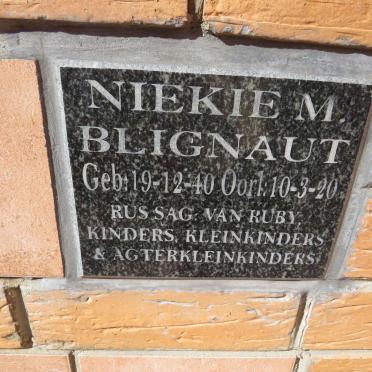 NIEKIE M.
BLIGNAUT
Geb:19-12-40 Oorl:10-3-20
RUS SAG. VAN RUBY,
KINDERS, KLEINKINDERS
& AGTERKLEINKINDERS